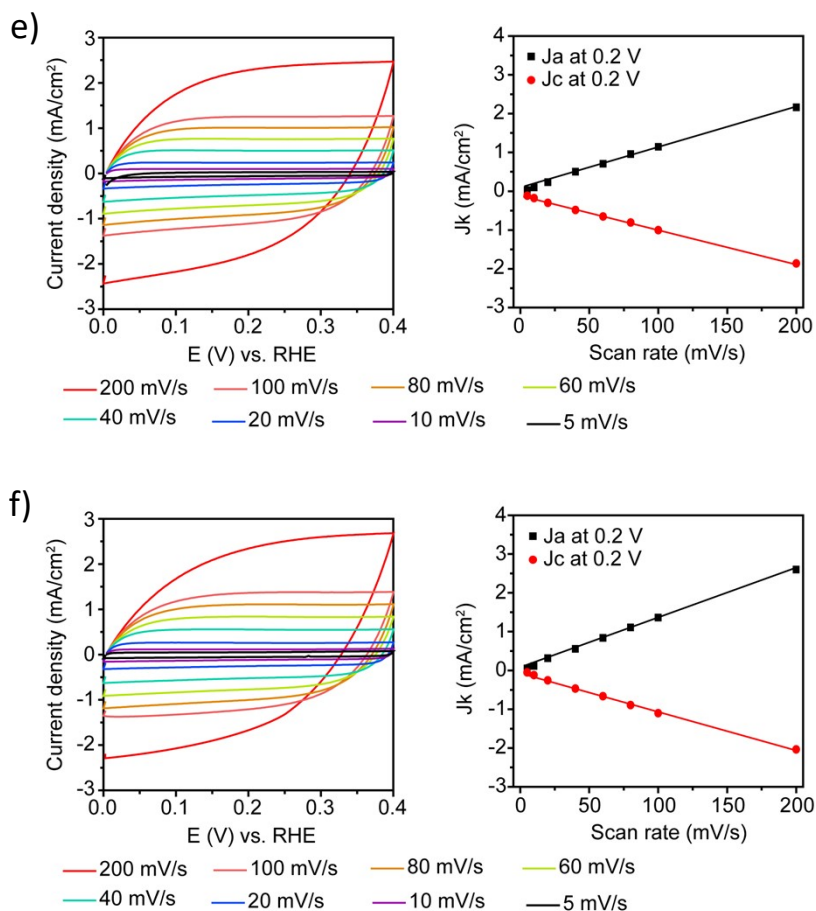 e)
3
2
1
0
-1
-2
-3
Current density (mA/cm²)
0.0
0.1
0.2
0.3
0.4
E (V) vs. RHE
4
3
2
1
0
-1
-2
-3
Jk (mA/cm²)
Ja at 0.2 V
Jc at 0.2 V
0
50
100
150
200
Scan rate (mV/s)
200 mV/s
100 mV/s
80 mV/s
60 mV/s
40 mV/s
20 mV/s
10 mV/s
5 mV/s
f)
3
2
1
0
-1
-2
-3
Current density (mA/cm²)
0.0
0.1
0.2
0.3
0.4
E (V) vs. RHE
4
3
2
1
0
-1
-2
-3
Jk (mA/cm²)
Ja at 0.2 V
Jc at 0.2 V
0
50
100
150
200
Scan rate (mV/s)
200 mV/s
100 mV/s
80 mV/s
60 mV/s
40 mV/s
20 mV/s
10 mV/s
5 mV/s